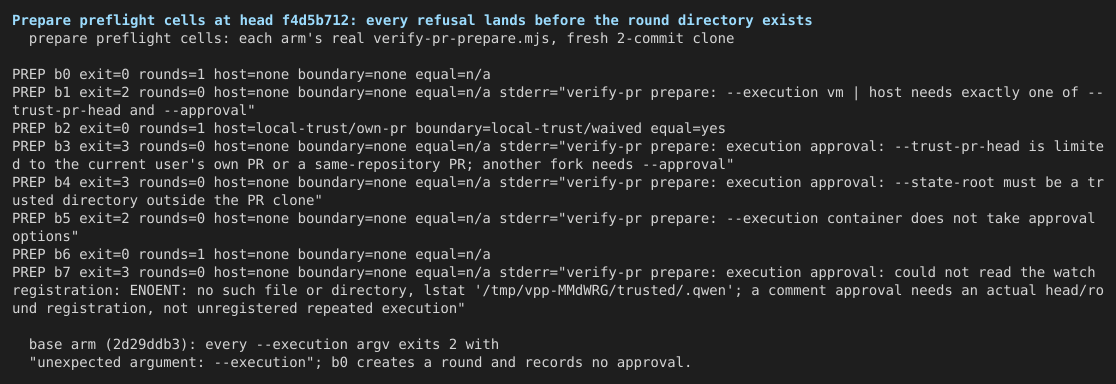 Prepare preflight cells at head f4d5b712: every refusal lands before the round directory exists
prepare preflight cells: each arm's real verify-pr-prepare.mjs, fresh 2-commit clone
PREP b0 exit=0 rounds=1 host=none boundary=none equal=n/a
PREP b1 exit=2 rounds=0 host=none boundary=none equal=n/a stderr="verify-pr prepare: --execution vm | host needs exactly one of --
trust-pr-head and --approval"
PREP b2 exit=0 rounds=1 host=local-trust/own-pr boundary=local-trust/waived equal=yes
PREP b3 exit=3 rounds=0 host=none boundary=none equal=n/a stderr="verify-pr prepare: execution approval: --trust-pr-head is limite
d to the current user's own PR or a same-repository PR; another fork needs --approval"
PREP b4 exit=3 rounds=0 host=none boundary=none equal=n/a stderr="verify-pr prepare: execution approval: --state-root must be a tr
usted directory outside the PR clone"
PREP b5 exit=2 rounds=0 host=none boundary=none equal=n/a stderr="verify-pr prepare: --execution container does not take approval
options"
PREP b6 exit=0 rounds=1 host=none boundary=none equal=n/a
PREP b7 exit=3 rounds=0 host=none boundary=none equal=n/a stderr="verify-pr prepare: execution approval: could not read the watch
registration: ENOENT: no such file or directory, lstat '/tmp/vpp-MMdWRG/trusted/.qwen'; a comment approval needs an actual head/ro
und registration, not unregistered repeated execution"
base arm (2d29ddb3): every --execution argv exits 2 with
"unexpected argument: --execution"; b0 creates a round and records no approval.